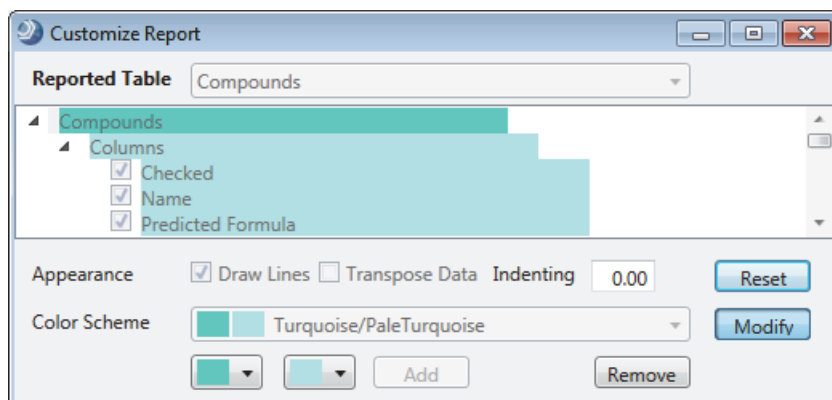 Customize Report
Reported Table Compounds
Compounds
Columns
Checked
Name
Predicted Formula
Appearance Draw Lines Transpose Data Indenting 0.00 Reset
Color Scheme Turquoise/PaleTurquoise Modify
Add Remove